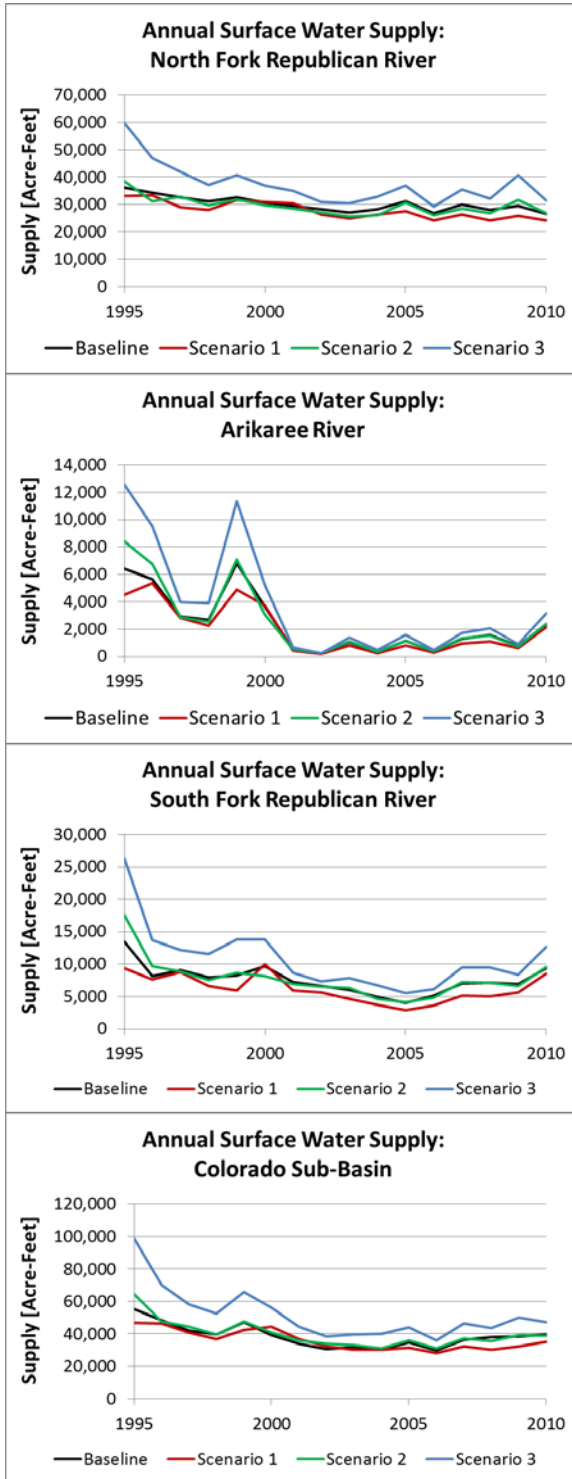 Annual Surface Water Supply:
North Fork Republican River
Supply [Acre-Feet]
70,000
60,000
50,000
40,000
30,000
20,000
10,000
0
1995 2000 2005 2010
Baseline Scenario 1 Scenario 2 Scenario 3
Annual Surface Water Supply:
Arikaree River
Supply [Acre-Feet]
14,000
12,000
10,000
8,000
6,000
4,000
2,000
0
1995 2000 2005 2010
Baseline Scenario 1 Scenario 2 Scenario 3
Annual Surface Water Supply:
South Fork Republican River
Supply [Acre-Feet]
30,000
25,000
20,000
15,000
10,000
5,000
0
1995 2000 2005 2010
Baseline Scenario 1 Scenario 2 Scenario 3
Annual Surface Water Supply:
Colorado Sub-Basin
Supply [Acre-Feet]
120,000
100,000
80,000
60,000
40,000
20,000
0
1995 2000 2005 2010
Baseline Scenario 1 Scenario 2 Scenario 3